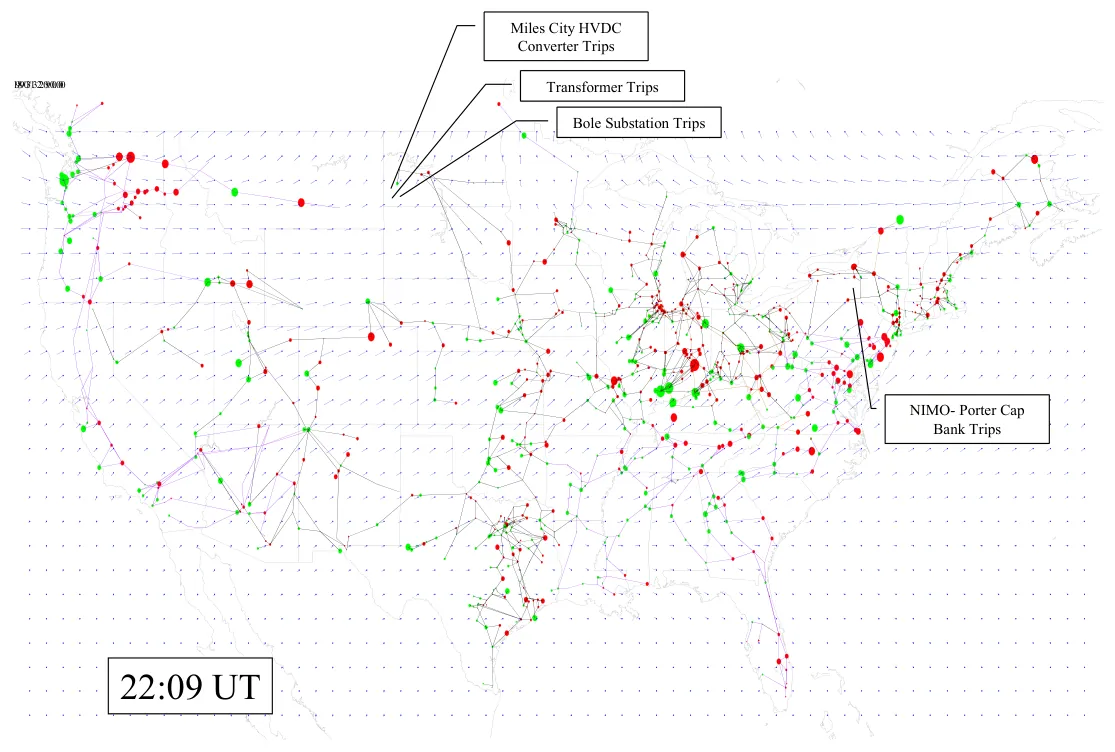 Miles City HVDC
Converter Trips
Transformer Trips
Bole Substation Trips
NIMO- Porter Cap
Bank Trips
22:09 UT